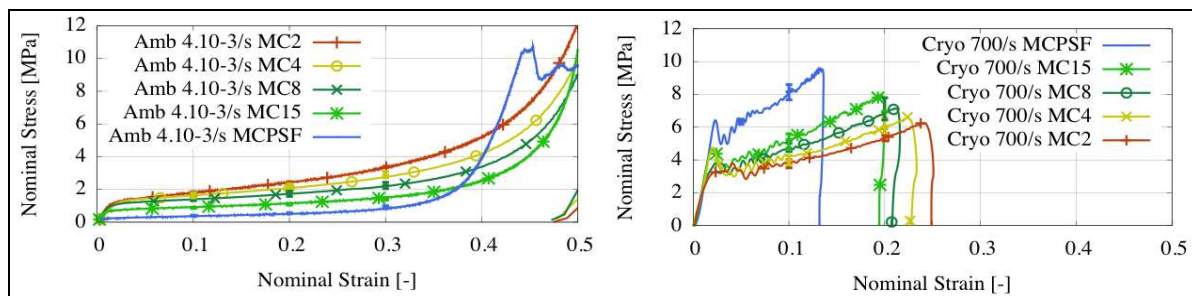 12
10
8
6
4
2
0
Nominal Stress [MPa]
Amb 4.10-3/s MC2
Amb 4.10-3/s MC4
Amb 4.10-3/s MC8
Amb 4.10-3/s MC15
Amb 4.10-3/s MCPSF
0 0.1 0.2 0.3 0.4 0.5
Nominal Strain [-]
12
10
8
6
4
2
0
Nominal Stress [MPa]
Cryo 700/s MCPSF
Cryo 700/s MC15
Cryo 700/s MC8
Cryo 700/s MC4
Cryo 700/s MC2
0 0.1 0.2 0.3 0.4 0.5
Nominal Strain [-]